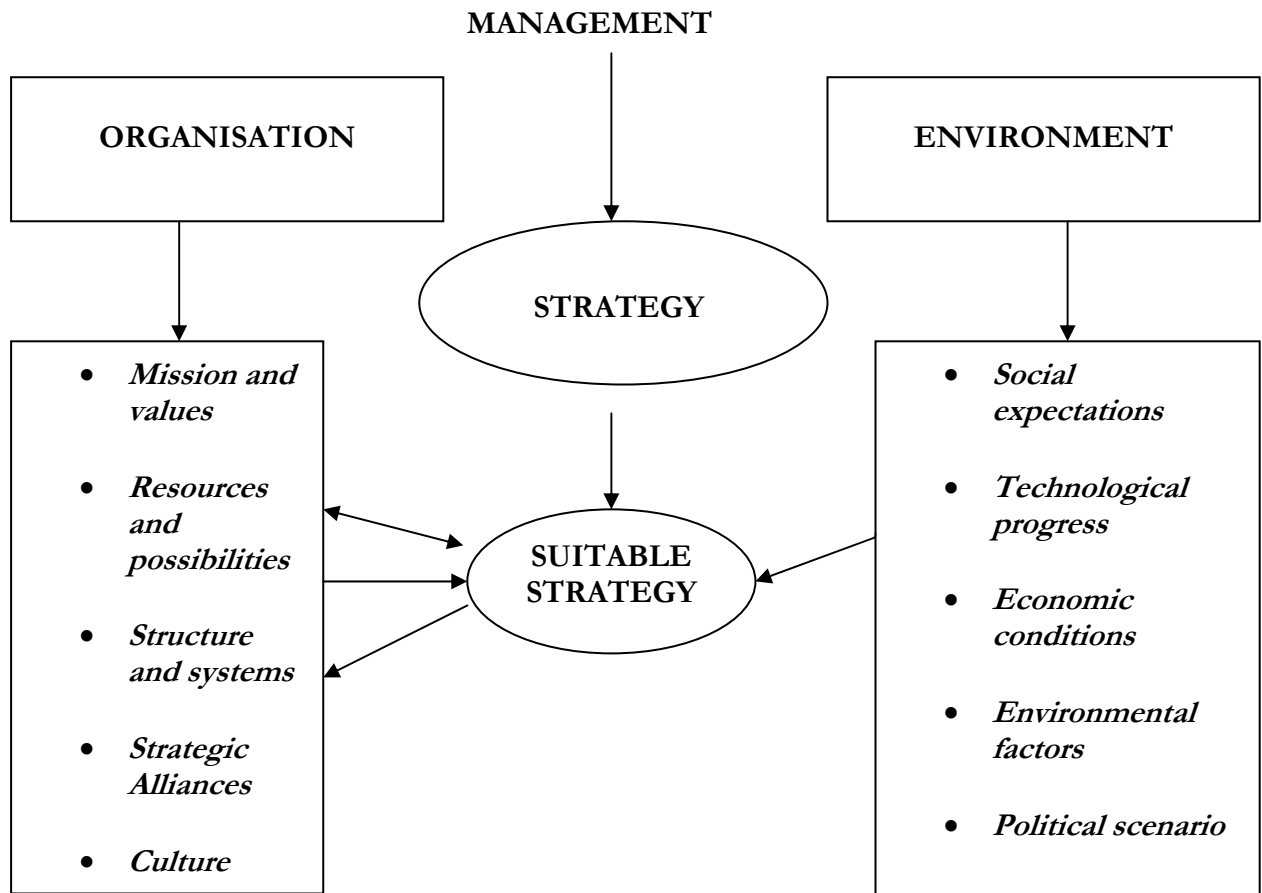 MANAGEMENT
ORGANISATION
ENVIRONMENT
STRATEGY
• Mission and
values
• Resources
and
possibilities
• Structure
and systems
• Strategic
Alliances
• Culture
SUITABLE
STRATEGY
• Social
expectations
• Technological
progress
• Economic
conditions
• Environmental
factors
• Political scenario